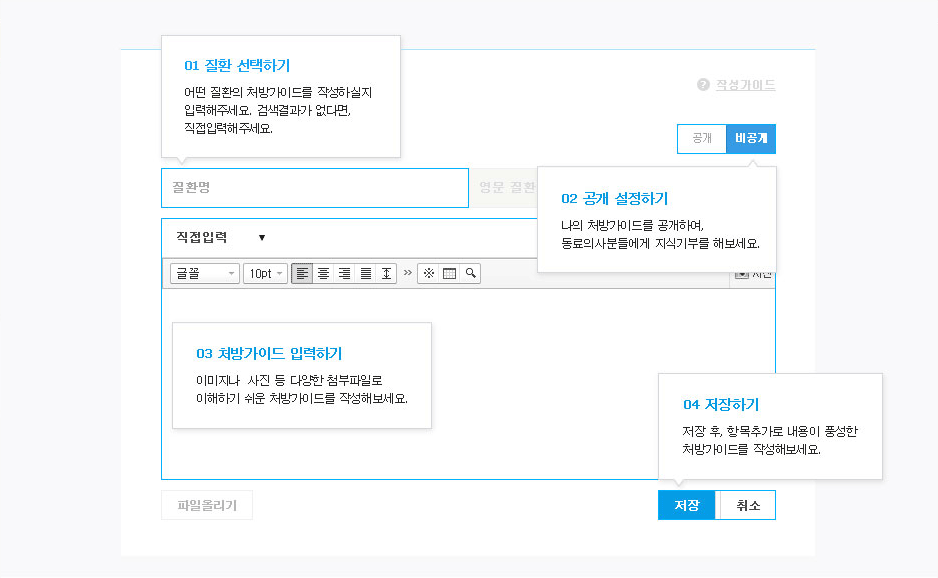 01 질환 선택하기
어떤 질환의 처방가이드를 작성하실지
입력해주세요. 검색결과가 없다면,
직접입력해주세요.
? 작성가이드
공개 비공개
질환명
영문 질환
02 공개 설정하기
나의 처방가이드를 공개하여,
동료의사분들에게 지식기부를 해보세요.
직접입력 ▼
글꼴 10pt
사진
03 처방가이드 입력하기
이미지나 사진 등 다양한 첨부파일로
이해하기 쉬운 처방가이드를 작성해보세요.
04 저장하기
저장 후, 항목추가로 내용이 풍성한
처방가이드를 작성해보세요.
파일올리기
저장 취소